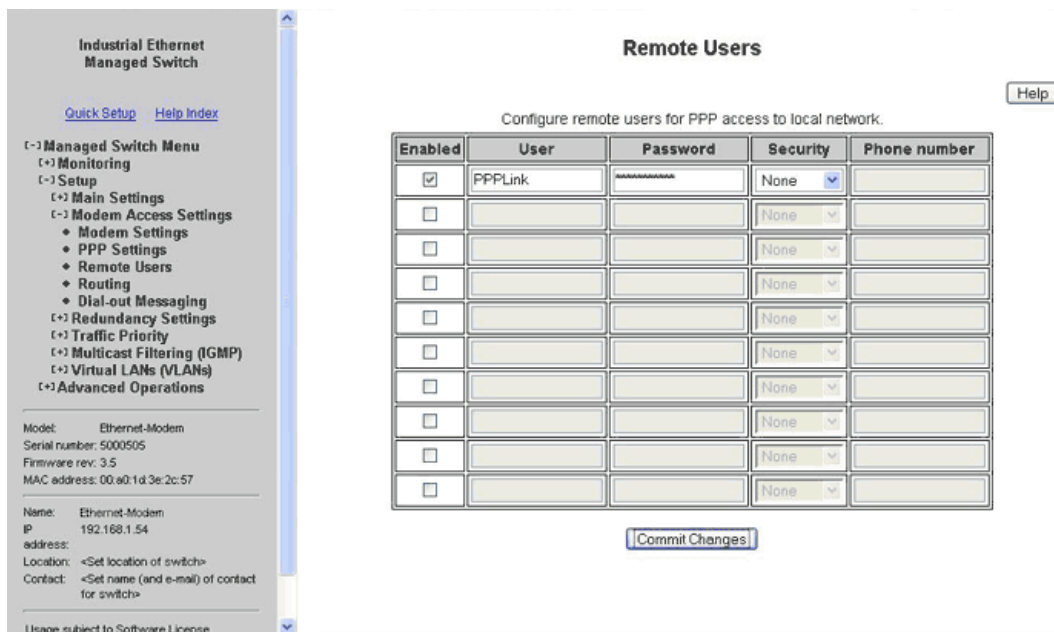 Industrial Ethernet
Managed Switch
Quick Setup Help Index
[-] Managed Switch Menu
[+] Monitoring
[-] Setup
[+] Main Settings
[-] Modem Access Settings
Modem Settings
PPP Settings
Remote Users
Routing
Dial-out Messaging
[+] Redundancy Settings
[+] Traffic Priority
[+] Multicast Filtering (IGMP)
[+] Virtual LANs (VLANs)
[+] Advanced Operations
Model: Ethernet-Modem
Serial number: 5000505
Firmware rev: 3.5
MAC address: 00:a0:1d:3e:2c:57
Name: Ethernet-Modem
IP address: 192.168.1.54
Location: <Set location of switch>
Contact: <Set name (and e-mail) of contact
for switch>
Usage subject to Software License
Remote Users
Help
Configure remote users for PPP access to local network.
Enabled User Password Security Phone number
PPPLink ************ None
None
None
None
None
None
None
None
None
None
Commit Changes